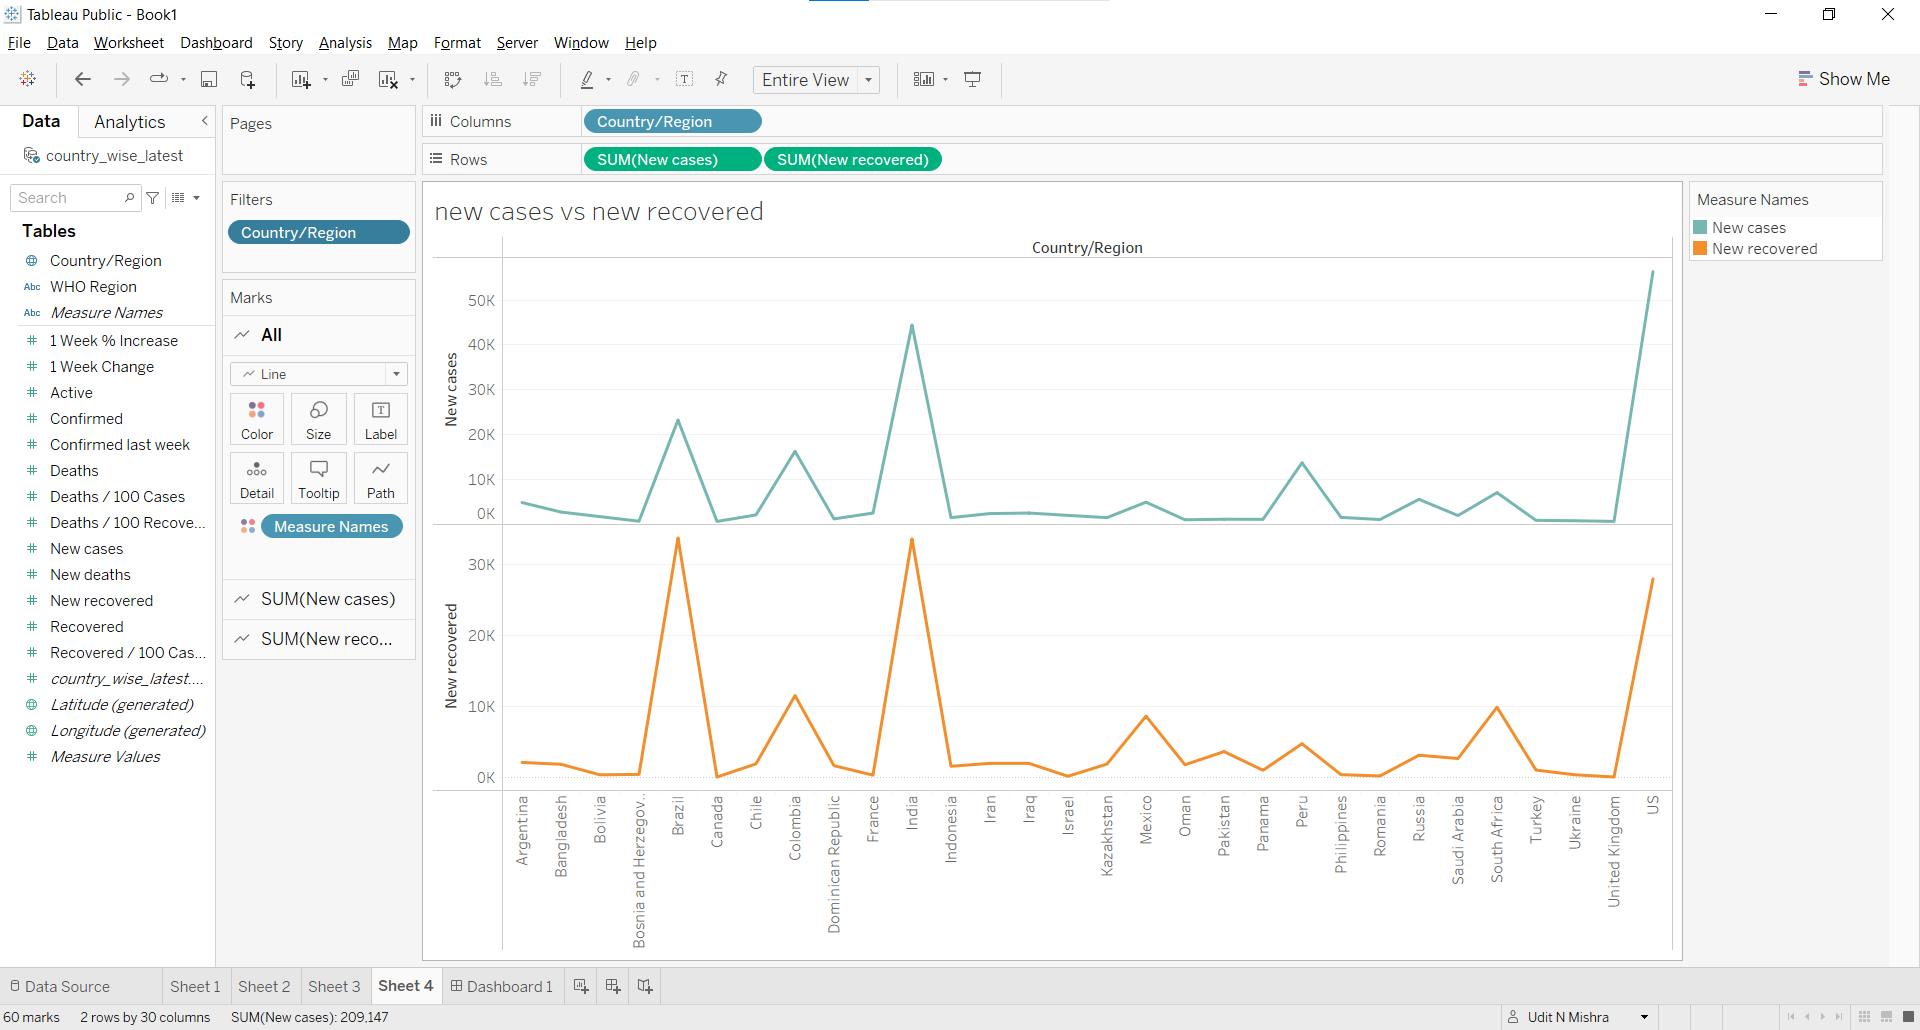 Tableau Public - Book1
File Data Worksheet Dashboard Story Analysis Map Format Server Window Help
Entire View
Show Me
Data Analytics
country_wise_latest
Search
Tables
Country/Region
WHO Region
Measure Names
1 Week % Increase
1 Week Change
Active
Confirmed
Confirmed last week
Deaths
Deaths / 100 Cases
Deaths / 100 Recove...
New cases
New deaths
New recovered
Recovered
Recovered / 100 Cas...
country_wise_latest....
Latitude (generated)
Longitude (generated)
Measure Values
Abc
Abc
Pages
Filters
Country/Region
Marks
All
Line
Color Size Label
Detail Tooltip Path
Measure Names
SUM(New cases)
SUM(New reco...
Columns Country/Region
Rows SUM(New cases) SUM(New recovered)
new cases vs new recovered
Country/Region
New cases
50K
40K
30K
20K
10K
0K
New recovered
30K
20K
10K
0K
Argentina
Bangladesh
Bolivia
Bosnia and Herzegov..
Brazil
Canada
Chile
Colombia
Dominican Republic
France
India
Indonesia
Iran
Iraq
Israel
Kazakhstan
Mexico
Oman
Pakistan
Panama
Peru
Philippines
Romania
Russia
Saudi Arabia
South Africa
Turkey
Ukraine
United Kingdom
US
Measure Names
New cases
New recovered
Data Source Sheet 1 Sheet 2 Sheet 3 Sheet 4 Dashboard 1
60 marks 2 rows by 30 columns SUM(New cases): 209,147
Udit N Mishra